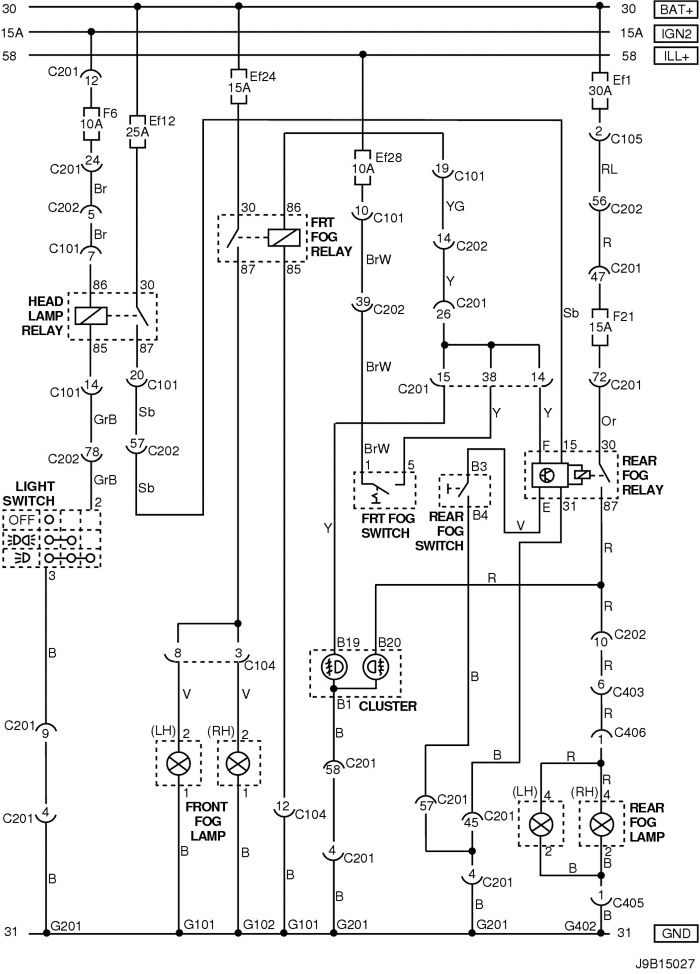 30 30 BAT+
15A 15A IGN2
58 58 ILL+
C201 12
Ef24 15A
Ef1 30A
F6 10A
Ef12 25A
2 C105
24 C201
Ef28 10A
19 C101
RL
Br
C202 5
10 C101
YG
56 C202
30 86
FRT FOG RELAY
Br
C101 7
14 C202
R
BrW
87 85
Y
47 C201
86 30
HEAD LAMP RELAY
39 C202
C201 26
Sb
F21 15A
85 87
BrW
15 38 14
C201
72 C201
14 C101
20 C101
GrB
Sb
Y
Y
Or
78 C202
57 C202
BrW
1 5
B3
F 15 30
REAR FOG RELAY
GrB
Sb
LIGHT SWITCH
2
OFF
FRT FOG SWITCH
B4
REAR FOG SWITCH
E 31 87
V
Y
R
3
R
R
B
8 3
C104
B19 B20
10 C202
R
B1
CLUSTER
B
6 C403
V V
R
C201 9
(LH) 2
(RH) 2
B
B
1 C406
58 C201
R
R
1 1
FRONT FOG LAMP
(LH) 4
(RH) 4
REAR FOG LAMP
C201 4
12 C104
57 C201
45 C201
2 2
B B
B
4 C201
4 C201
B
B
B
B
B
B
1 C405
B
31 G201 G101 G102 G101 G201 G201 G402 31 GND
J9B15027